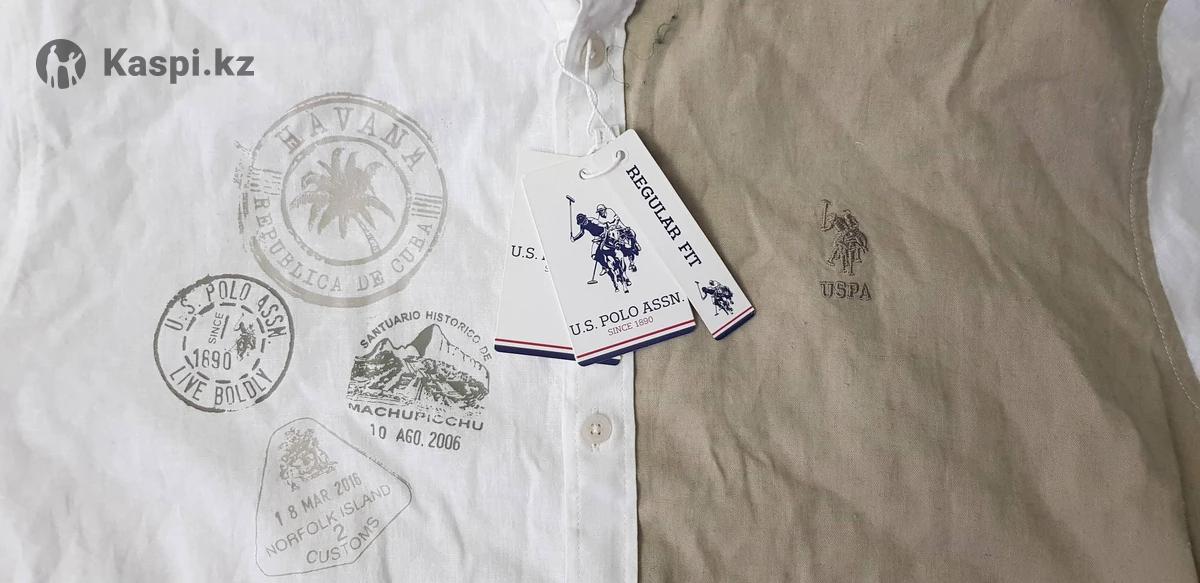 Kaspi.kz
HAVANA
REPUBLICA DE CUBA
U.S. POLO ASSN.
SINCE
1890
LIVE BOLDLY
SANTUARIO HISTORICO DE
MACHUPICCHU
10 AGO. 2006
18 MAR 2016
NORFOLK ISLAND
2
CUSTOMS
U.S.
U.S. POLO ASSN.
SINCE 1890
REGULAR FIT
USPA